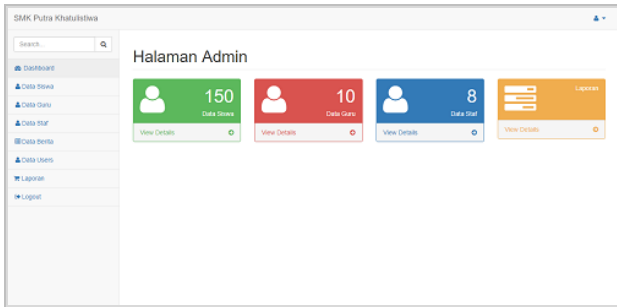 SMK Putra Khatulistiwa
Search...
Dashboard
Data Siswa
Data Guru
Data Staf
Data Berita
Data Users
Laporan
Logout
Halaman Admin
150
Data Siswa
View Details
10
Data Guru
View Details
8
Data Staf
View Details
Laporan
View Details